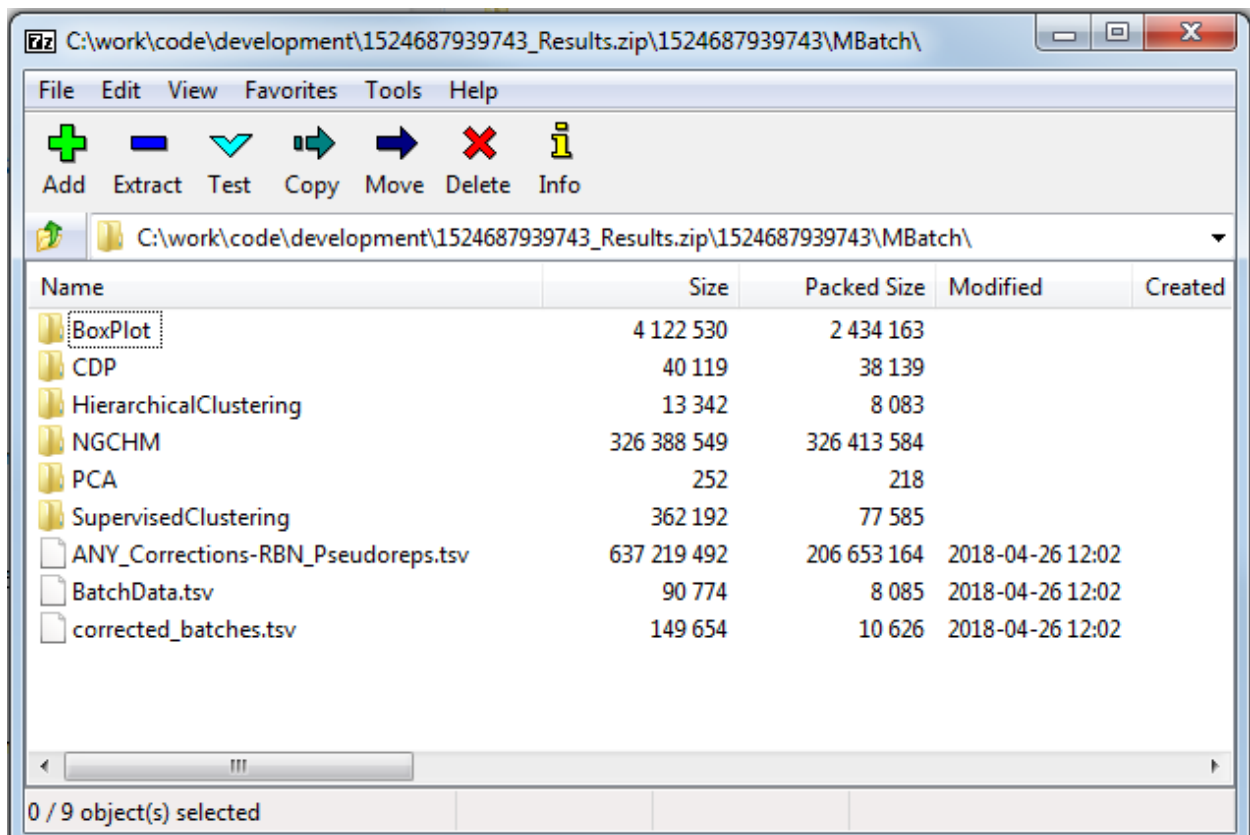 7z C:\work\code\development\1524687939743_Results.zip\1524687939743\MBatch\
File Edit View Favorites Tools Help
Add Extract Test Copy Move Delete Info
C:\work\code\development\1524687939743_Results.zip\1524687939743\MBatch\
Name Size Packed Size Modified Created
BoxPlot 4 122 530 2 434 163
CDP 40 119 38 139
HierarchicalClustering 13 342 8 083
NGCHM 326 388 549 326 413 584
PCA 252 218
SupervisedClustering 362 192 77 585
ANY_Corrections-RBN_Pseudoreps.tsv 637 219 492 206 653 164 2018-04-26 12:02
BatchData.tsv 90 774 8 085 2018-04-26 12:02
corrected_batches.tsv 149 654 10 626 2018-04-26 12:02
0 / 9 object(s) selected